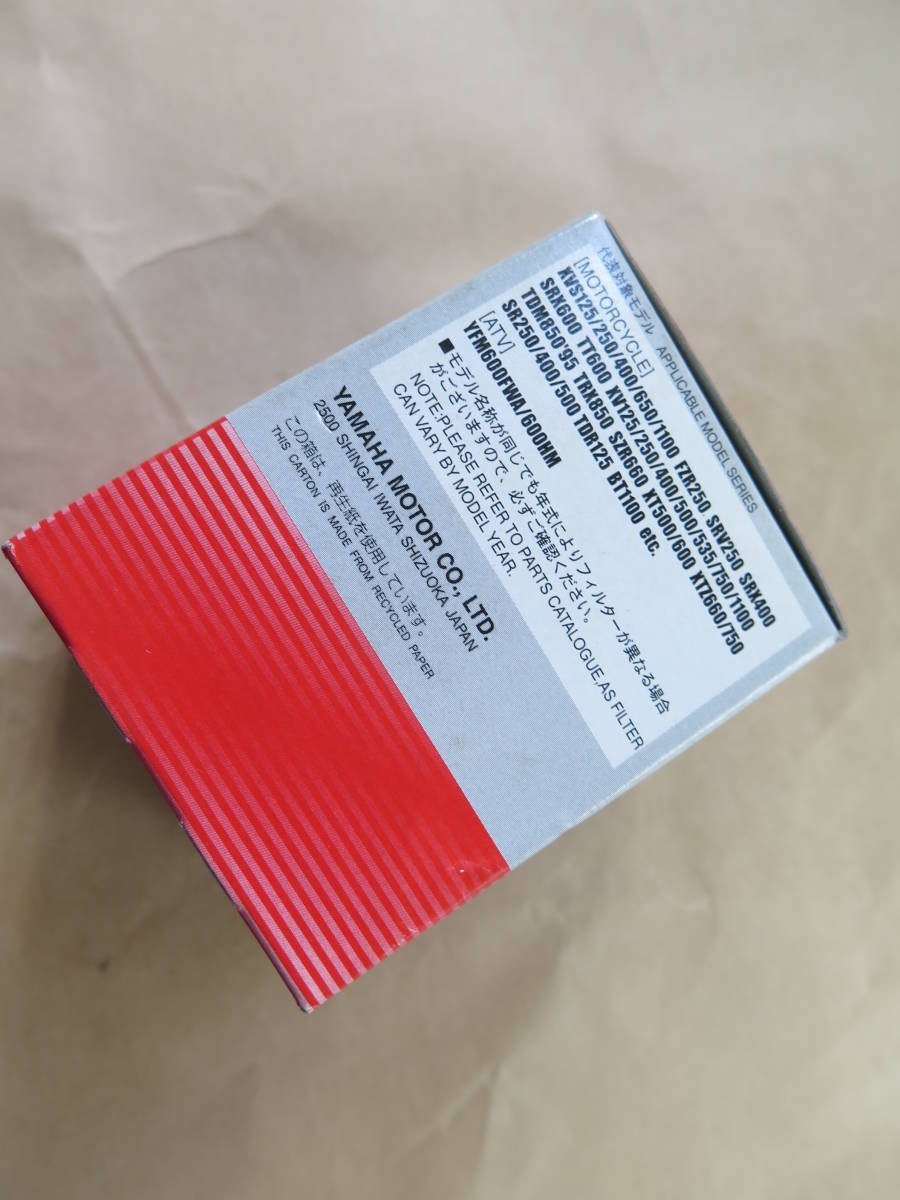 代表対象モデル APPLICABLE MODEL SERIES
[MOTORCYCLE]
XVS125/250/400/650/1100 FZR250 SRV250 SRX400
SRX600 TT600 XV125/250/400/500/535/750/1100
TDM850'95 TRX850 SZR660 XT500/600 XTZ660/750
SR250/400/500 TDR125 BT1100 etc.
[ATV]
YFM600FWA/600HM
■モデル名称が同じでも年式によりフィルターが異なる場合
がございますので、必ずご確認ください。
NOTE:PLEASE REFER TO PARTS CATALOGUE,AS FILTER
CAN VARY BY MODEL YEAR.
YAMAHA MOTOR CO., LTD.
2500 SHINGAI IWATA SHIZUOKA JAPAN
この箱は、再生紙を使用しています。
THIS CARTON IS MADE FROM RECYCLED PAPER